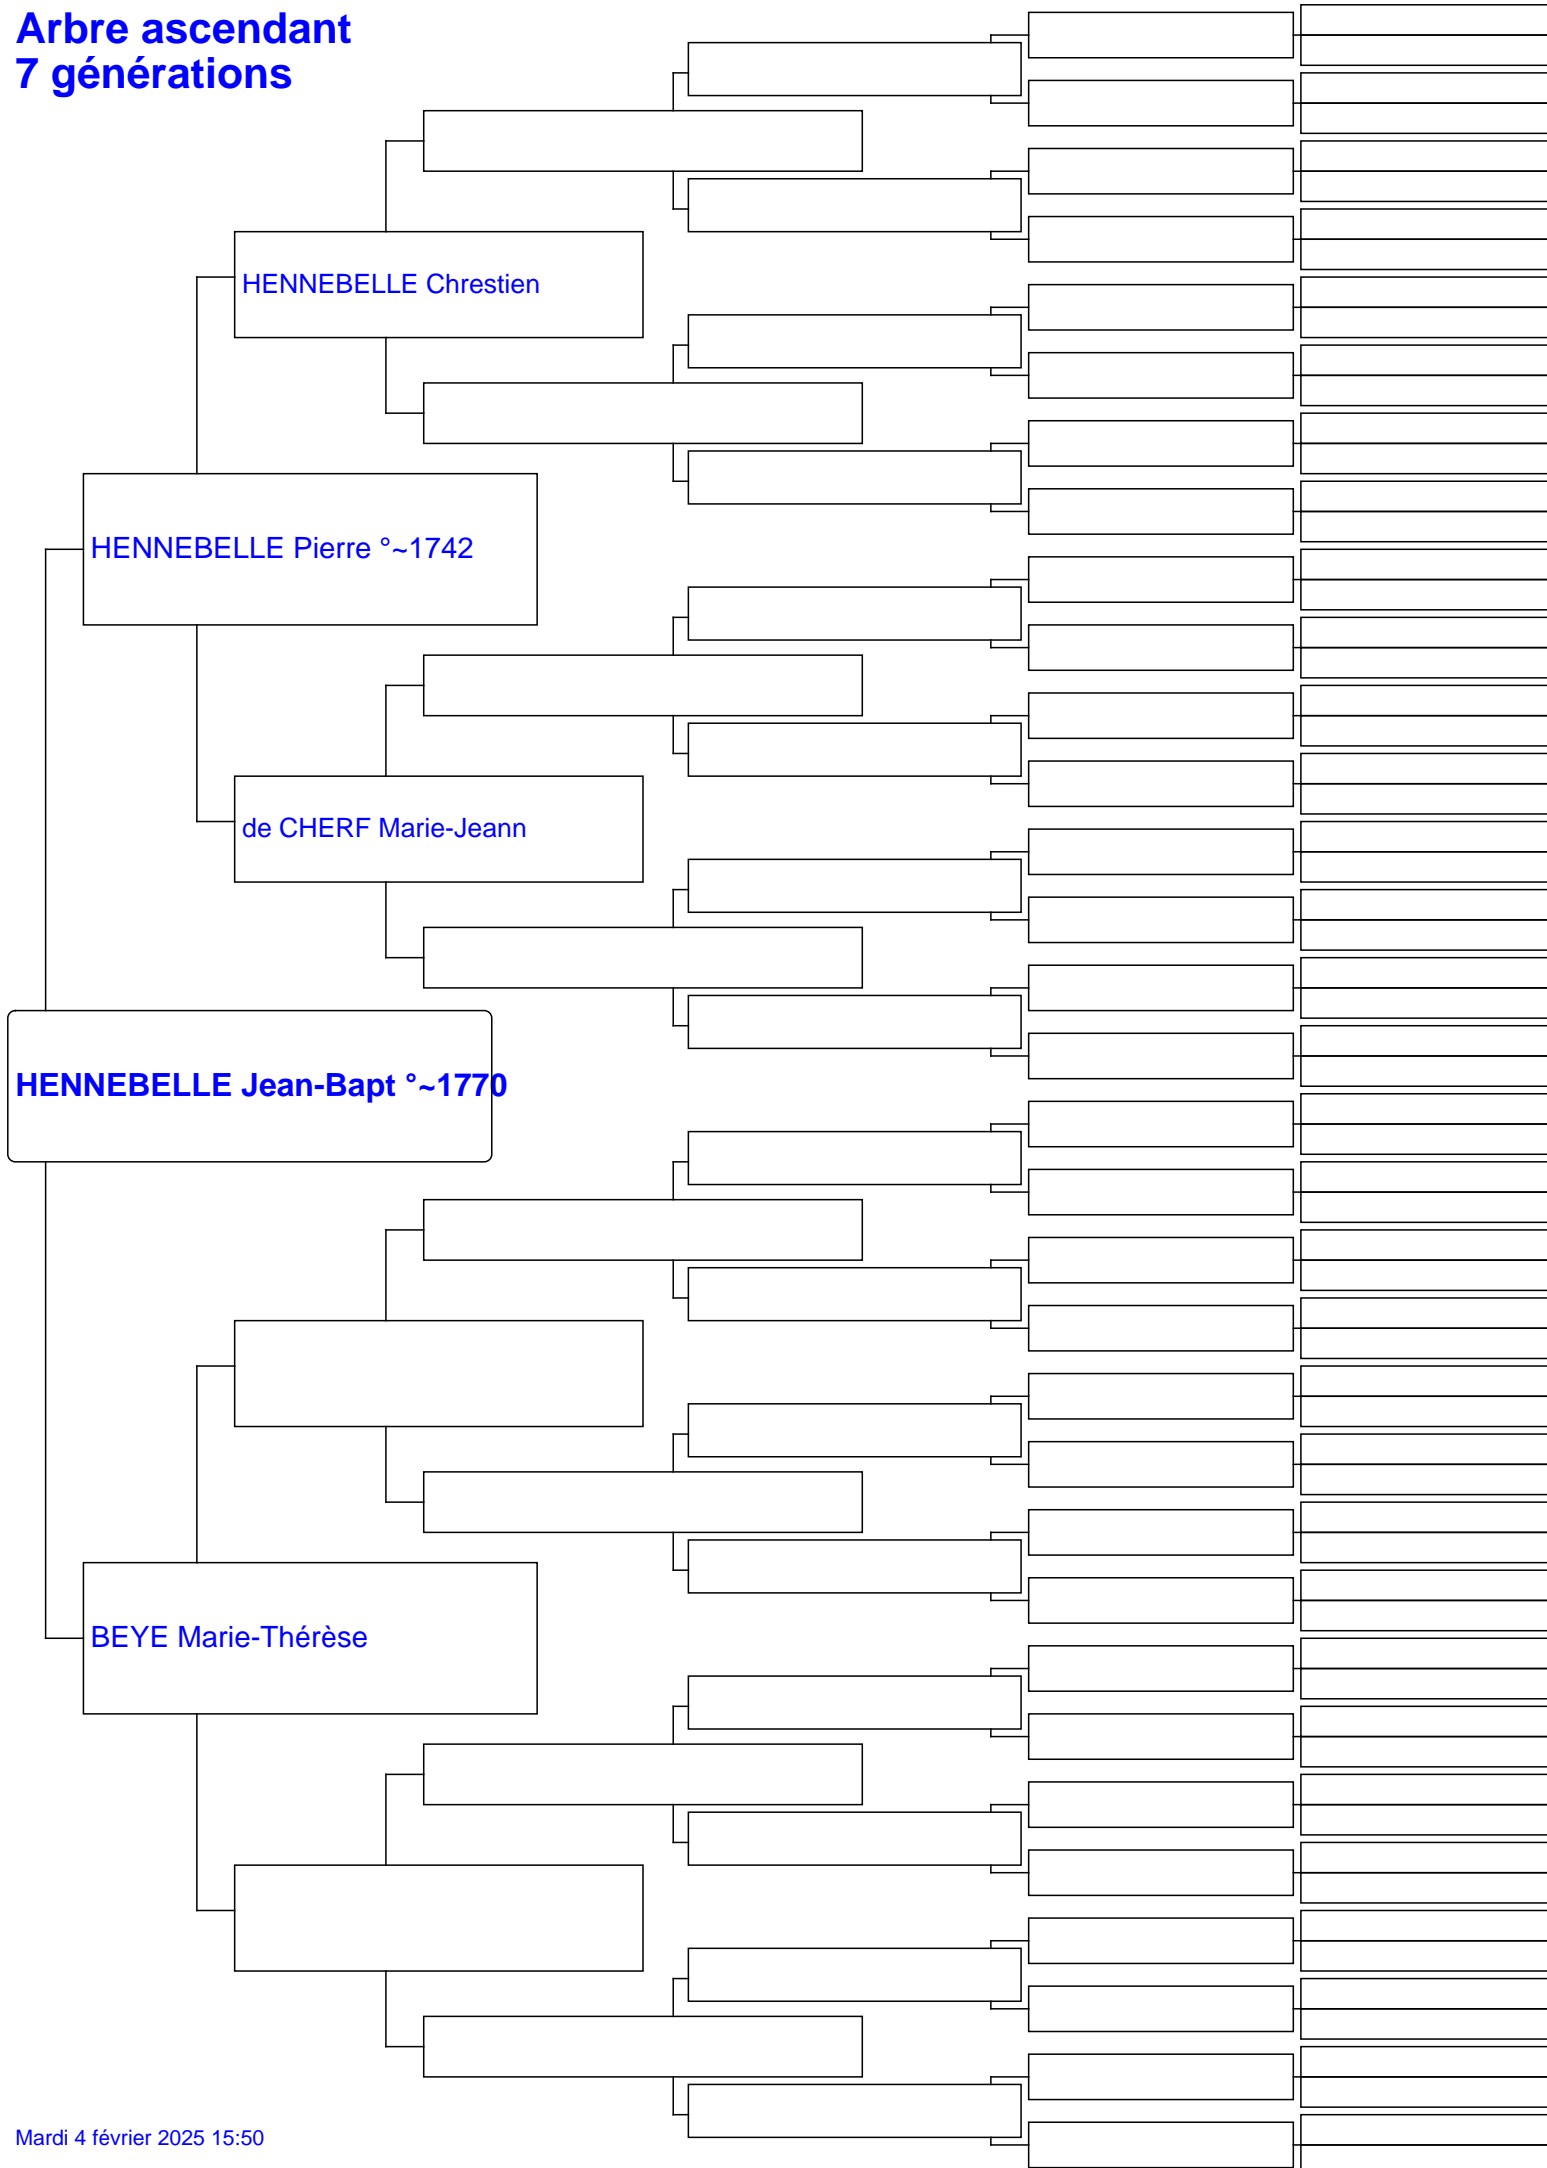 Arbre ascendant
7 générations
HENNEBELLE Chrestien
HENNEBELLE Pierre °~1742
de CHERF Marie-Jeann
HENNEBELLE Jean-Bapt °~1770
BEYE Marie-Thérèse
Mardi 4 février 2025 15:50